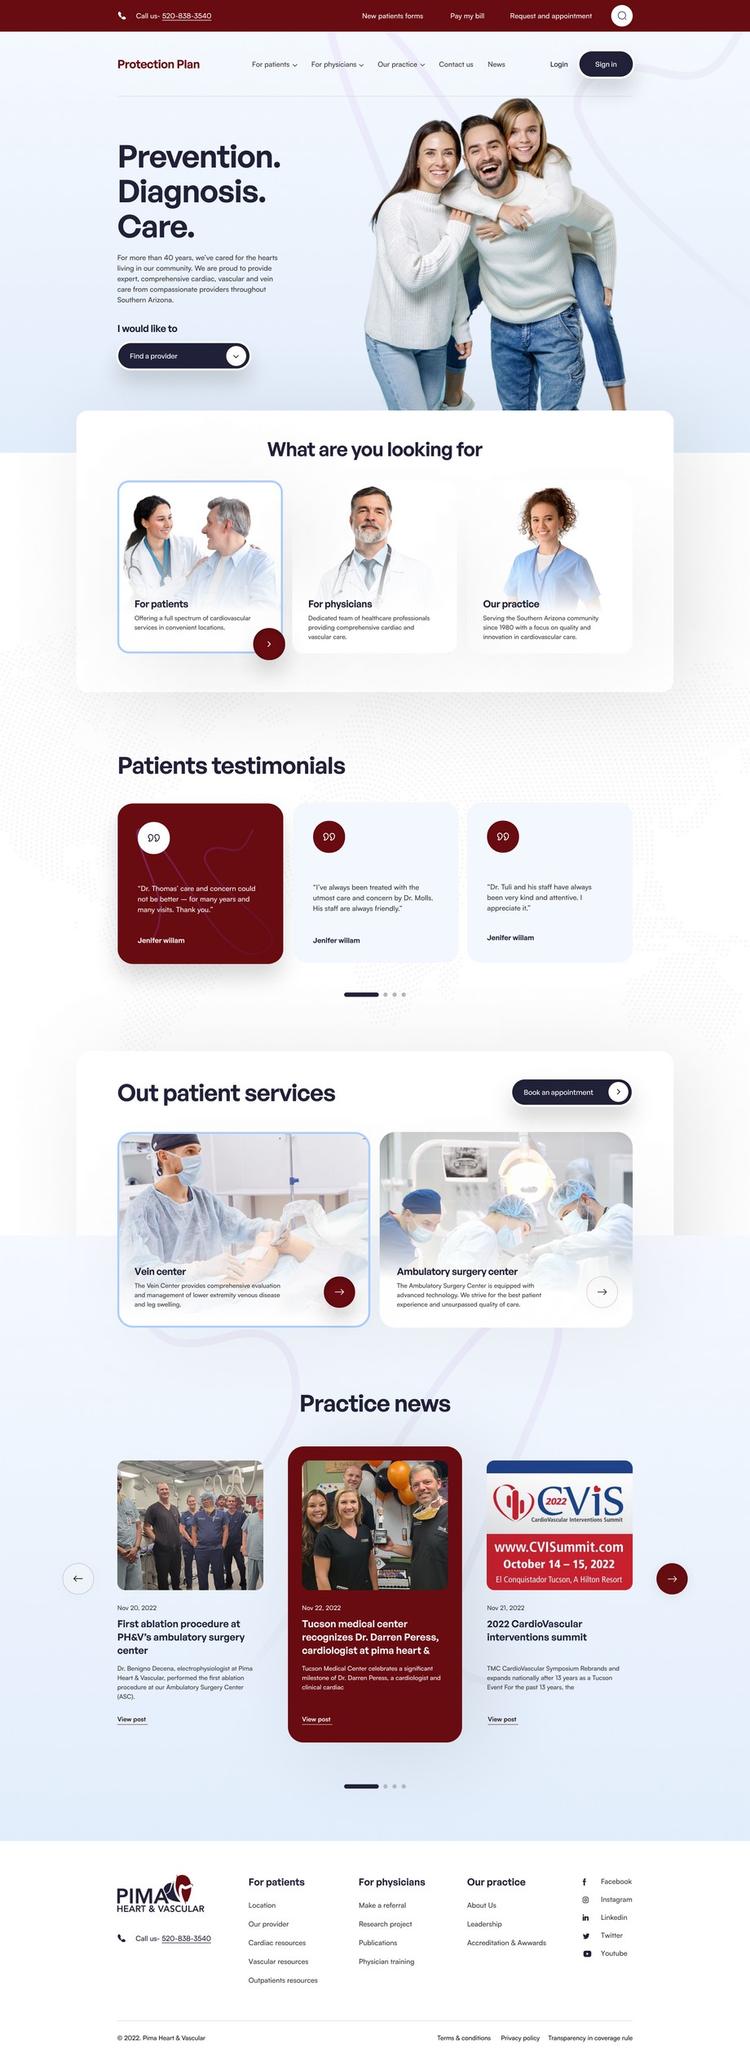 Call us- 520-838-3540
New patients forms
Pay my bill
Request and appointment
Protection Plan
For patients
For physicians
Our practice
Contact us
News
Login
Sign in
Prevention.
Diagnosis.
Care.
For more than 40 years, we've cared for the hearts
living in our community. We are proud to provide
expert, comprehensive cardiac, vascular and vein
care from compassionate providers throughout
Southern Arizona.
I would like to
Find a provider
What are you looking for
For patients
Offering a full spectrum of cardiovascular
services in convenient locations.
For physicians
Dedicated team of healthcare professionals
providing comprehensive cardiac and
vascular care.
Our practice
Serving the Southern Arizona community
since 1980 with a focus on quality and
innovation in cardiovascular care.
Patients testimonials
"Dr. Thomas' care and concern could
not be better — for many years and
many visits. Thank you."
Jenifer willam
"I've always been treated with the
utmost care and concern by Dr. Molls.
His staff are always friendly."
Jenifer willam
"Dr. Tuli and his staff have always
been very kind and attentive. I
appreciate it."
Jenifer willam
Out patient services
Book an appointment
Vein center
The Vein Center provides comprehensive evaluation
and management of lower extremity venous disease
and leg swelling.
Ambulatory surgery center
The Ambulatory Surgery Center is equipped with
advanced technology. We strive for the best patient
experience and unsurpassed quality of care.
Practice news
Nov 20, 2022
First ablation procedure at
PH&V's ambulatory surgery
center
Dr. Benigno Decena, electrophysiologist at Pima
Heart & Vascular, performed the first ablation
procedure at our Ambulatory Surgery Center
(ASC).
View post
Nov 22, 2022
Tucson medical center
recognizes Dr. Darren Peress,
cardiologist at pima heart &
Tucson Medical Center celebrates a significant
milestone of Dr. Darren Peress, a cardiologist and
clinical cardiac
View post
2022 CViS
CardioVascular Interventions Summit
www.CVISummit.com
October 14 – 15, 2022
El Conquistador Tucson, A Hilton Resort
Nov 21, 2022
2022 CardioVascular
interventions summit
TMC CardioVascular Symposium Rebrands and
expands nationally after 13 years as a Tucson
Event For the past 13 years, the
View post
PIMA
HEART & VASCULAR
Call us- 520-838-3540
For patients
Location
Our provider
Cardiac resources
Vascular resources
Outpatients resources
For physicians
Make a referral
Research project
Publications
Physician training
Our practice
About Us
Leadership
Accreditation & Awwards
Facebook
Instagram
Linkedin
Twitter
Youtube
© 2022. Pima Heart & Vascular
Terms & conditions
Privacy policy
Transparency in coverage rule